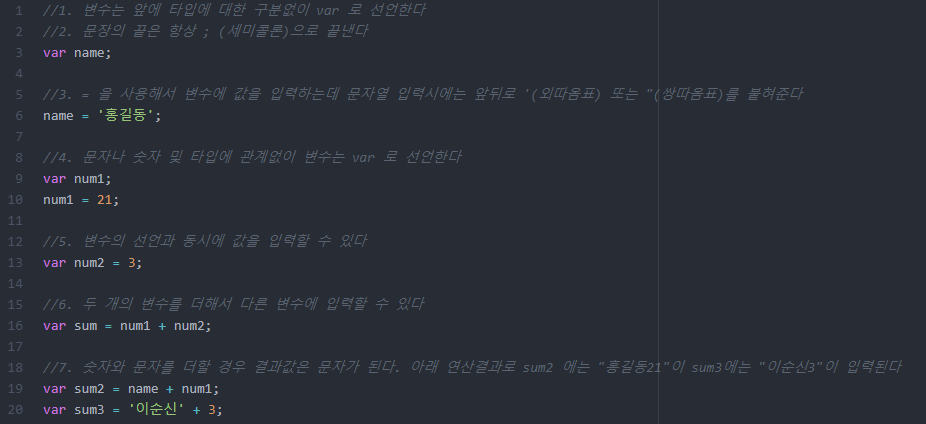 1 //1. 변수는 앞에 타입에 대한 구분없이 var 로 선언한다
2 //2. 문장의 끝은 항상 ; (세미콜론)으로 끝낸다
3 var name;
4
5 //3. = 을 사용해서 변수에 값을 입력하는데 문자열 입력시에는 앞뒤로 '(외따옴표) 또는 "(쌍따옴표)를 붙혀준다
6 name = '홍길동';
7
8 //4. 문자나 숫자 및 타입에 관계없이 변수는 var 로 선언한다
9 var num1;
10 num1 = 21;
11
12 //5. 변수의 선언과 동시에 값을 입력할 수 있다
13 var num2 = 3;
14
15 //6. 두 개의 변수를 더해서 다른 변수에 입력할 수 있다
16 var sum = num1 + num2;
17
18 //7. 숫자와 문자를 더할 경우 결과값은 문자가 된다. 아래 연산결과로 sum2 에는 "홍길동21"이 sum3에는 "이순신3"이 입력된다
19 var sum2 = name + num1;
20 var sum3 = '이순신' + 3;